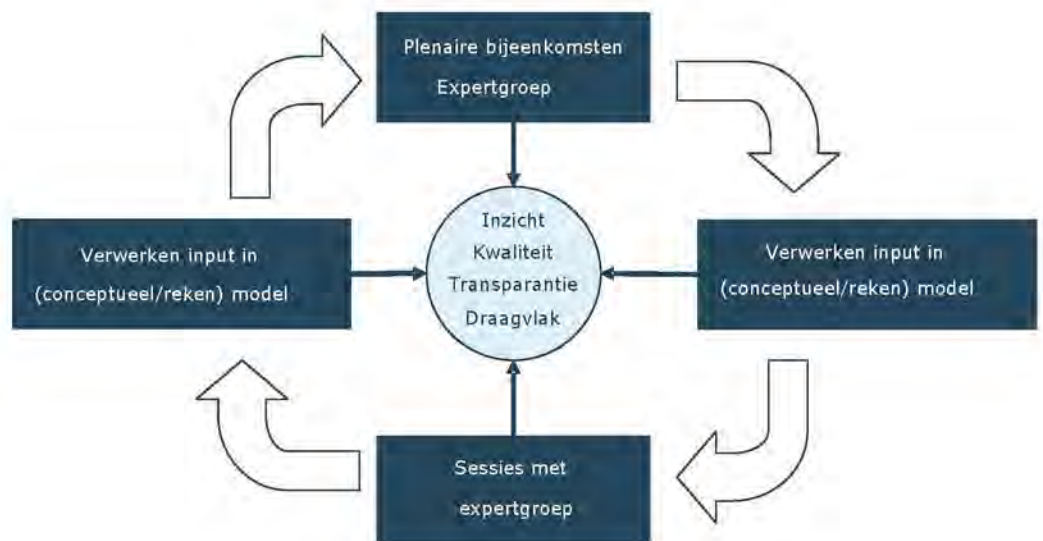 Plenaire bijeenkomsten
Expertgroep
Inzicht
Kwaliteit
Transparantie
Draagvlak
Verwerken input in
(conceptueel/reken) model
Verwerken input in
(conceptueel/reken) model
Sessies met
expertgroep